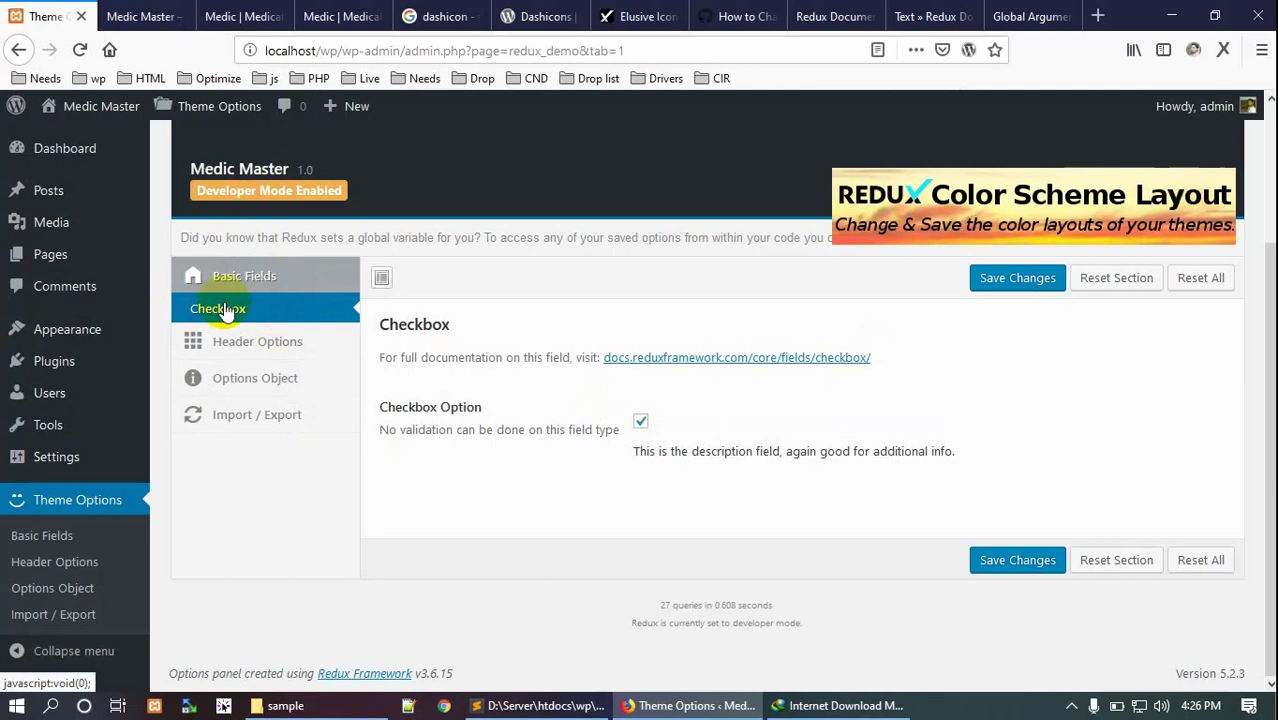 Theme O
Medic Master –
Medic | Medical
Medic | Medical
dashicon -
Dashicons |
Elusive Icon
How to Cha
Redux Documen
Text » Redux Do
Global Argume
localhost/wp/wp-admin/admin.php?page=redux_demo&tab=1
Needs
wp
HTML
Optimize
js
PHP
Live
Needs
Drop
CND
Drop list
Drivers
CIR
Medic Master
Theme Options
0
New
Howdy, admin
Dashboard
Posts
Media
Pages
Comments
Appearance
Plugins
Users
Tools
Settings
Theme Options
Basic Fields
Header Options
Options Object
Import / Export
Collapse menu
javascript:void(0);
Medic Master 1.0
Developer Mode Enabled
REDUX Color Scheme Layout
Change & Save the color layouts of your themes.
Did you know that Redux sets a global variable for you? To access any of your saved options from within your code you c
Basic Fields
Checkbox
Header Options
Options Object
Import / Export
Save Changes
Reset Section
Reset All
Checkbox
For full documentation on this field, visit: docs.reduxframework.com/core/fields/checkbox/
Checkbox Option
No validation can be done on this field type
This is the description field, again good for additional info.
Save Changes
Reset Section
Reset All
27 queries in 0.608 seconds
Redux is currently set to developer mode.
Options panel created using Redux Framework v3.6.15
Version 5.2.3
sample
D:\Server\htdocs\wp\...
Theme Options ‹ Med...
Internet Download M...
4:26 PM